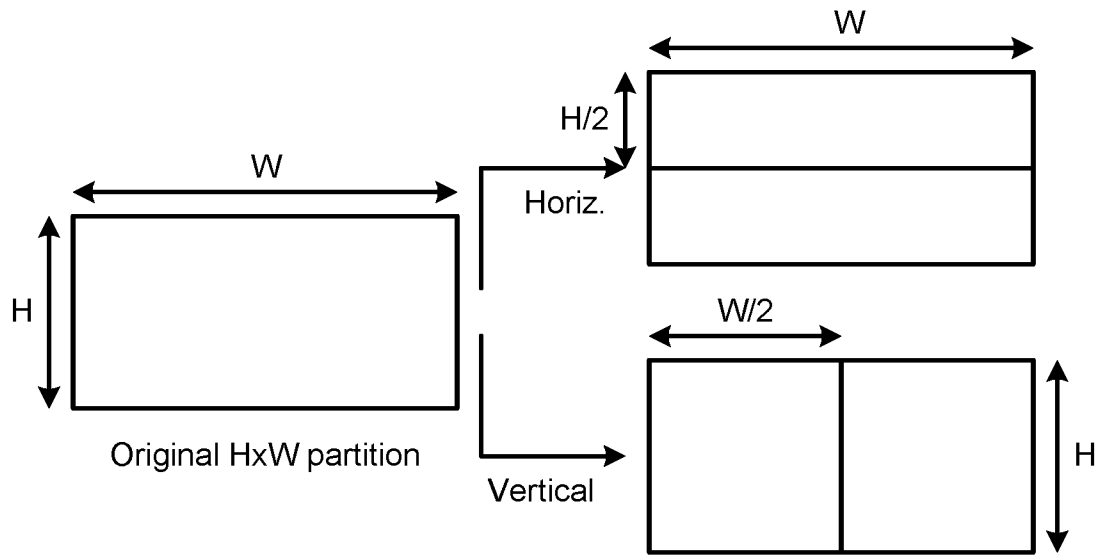 W
H
Original HxW partition
Horiz.
Vertical
W
H/2
W/2
H